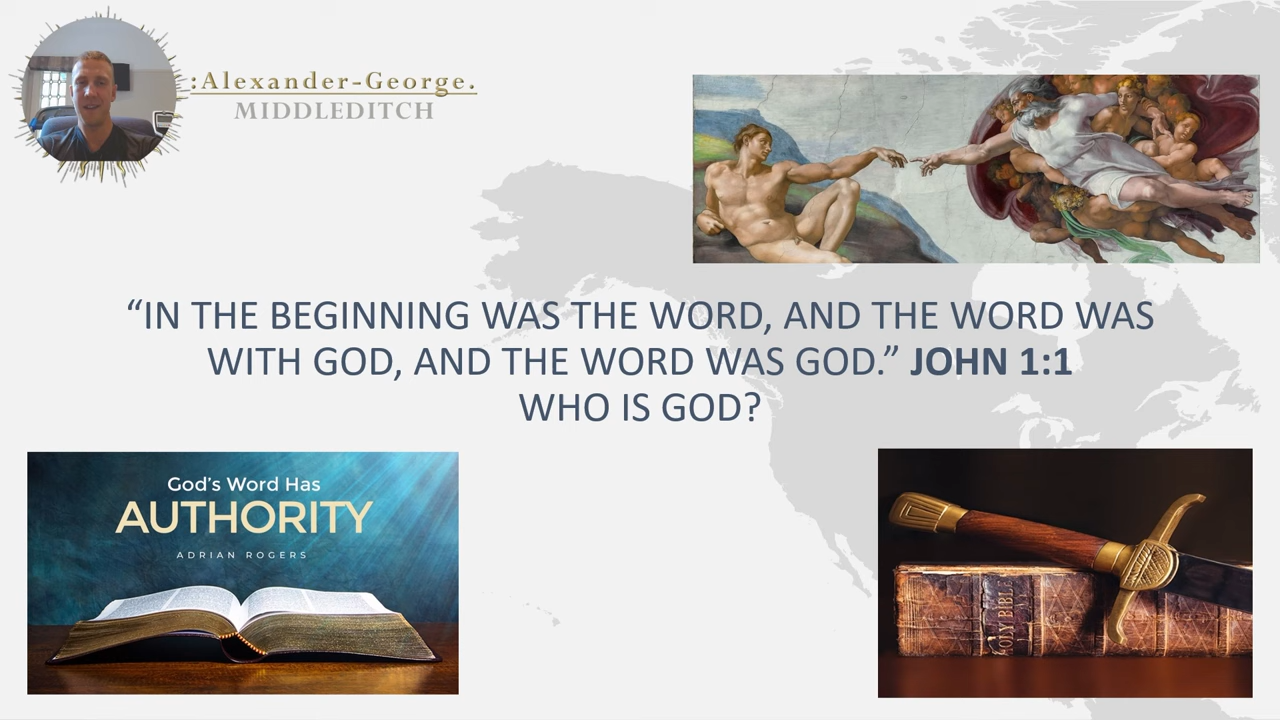 :Alexander-George.
MIDDLEDITCH
“IN THE BEGINNING WAS THE WORD, AND THE WORD WAS
WITH GOD, AND THE WORD WAS GOD.” JOHN 1:1
WHO IS GOD?
God’s Word Has
AUTHORITY
ADRIAN ROGERS
HOLY BIBLE